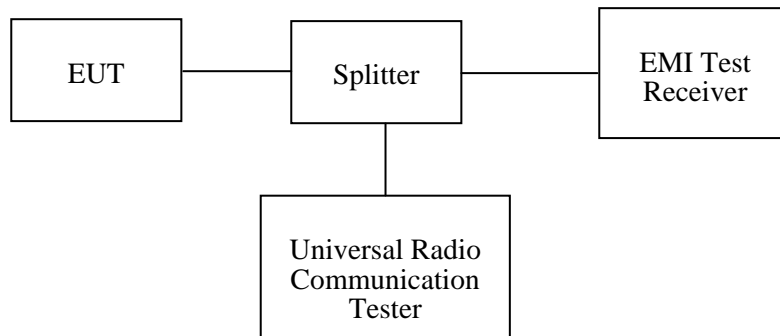 EUT
Splitter
EMI Test
Receiver
Universal Radio
Communication
Tester